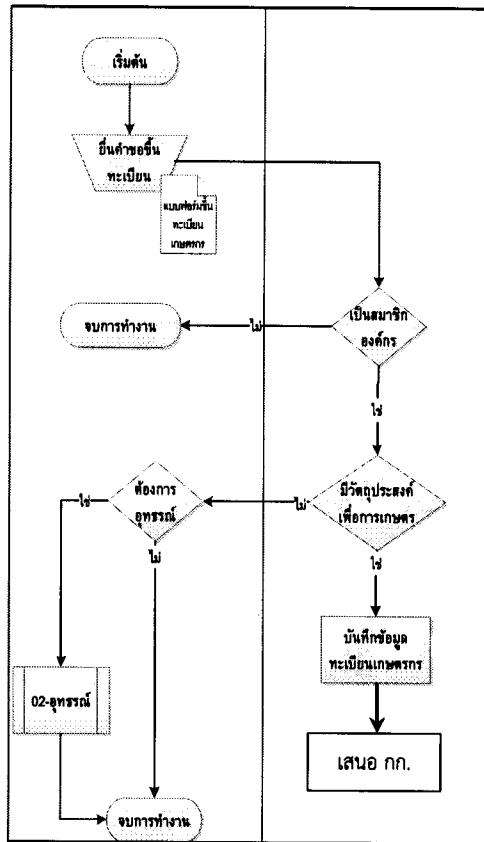 เริ่มต้น
ยื่นคำขอขึ้น
ทะเบียน
แบบฟอร์มขึ้น
ทะเบียน
เกษตรกร
เป็นสมาชิก
องค์กร
ไม่
จบการทำงาน
ใช่
มีวัตถุประสงค์
เพื่อการเกษตร
ไม่
ต้องการ
อุทธรณ์
ใช่
ไม่
ใช่
บันทึกข้อมูล
ทะเบียนเกษตรกร
02-อุทธรณ์
เสนอ กก.
จบการทำงาน